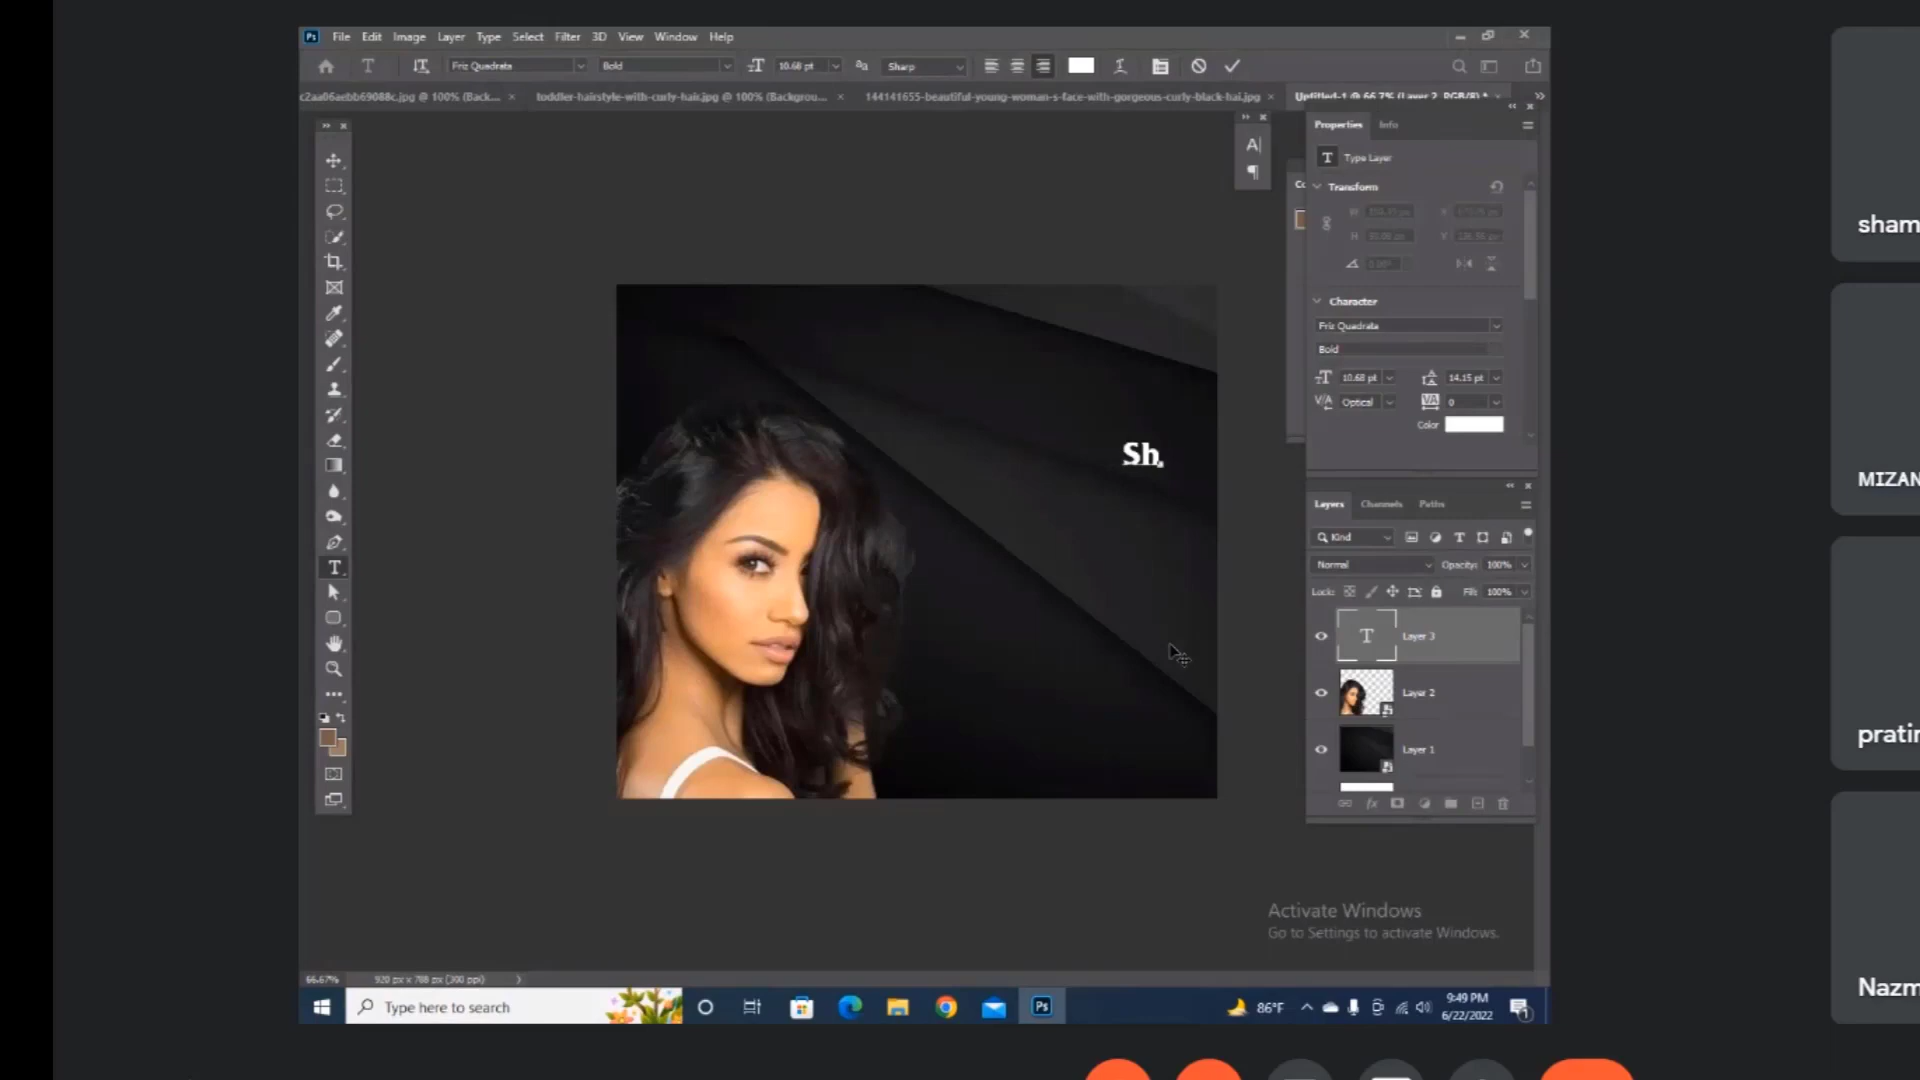 Ps File Edit Image Layer Type Select Filter 3D View Window Help
Friz Quadrata Bold 10.68 pt Sharp
c2aa06aebb69088c.jpg @ 100% (Back... × toddler-hairstyle-with-curly-hair.jpg @ 100% (Backgrou... × 144141655-beautiful-young-woman-s-face-with-gorgeous-curly-black-hai.jpg × Untitled-1 @ 66.7% (Layer 2, RGB/8) *
Properties Info
T Type Layer
Transform
Character
Friz Quadrata
Bold
10.68 pt 14.15 pt
Optical 0
Color
Sh
Layers Channels Paths
Kind
Normal Opacity: 100%
Lock: Fill: 100%
T Layer 3
Layer 2
Layer 1
Activate Windows
Go to Settings to activate Windows.
66.67% 920 px x 788 px (300 ppi)
Type here to search
Ps
86°F
9:49 PM
6/22/2022
1
sham
MIZAN
pratin
Nazm